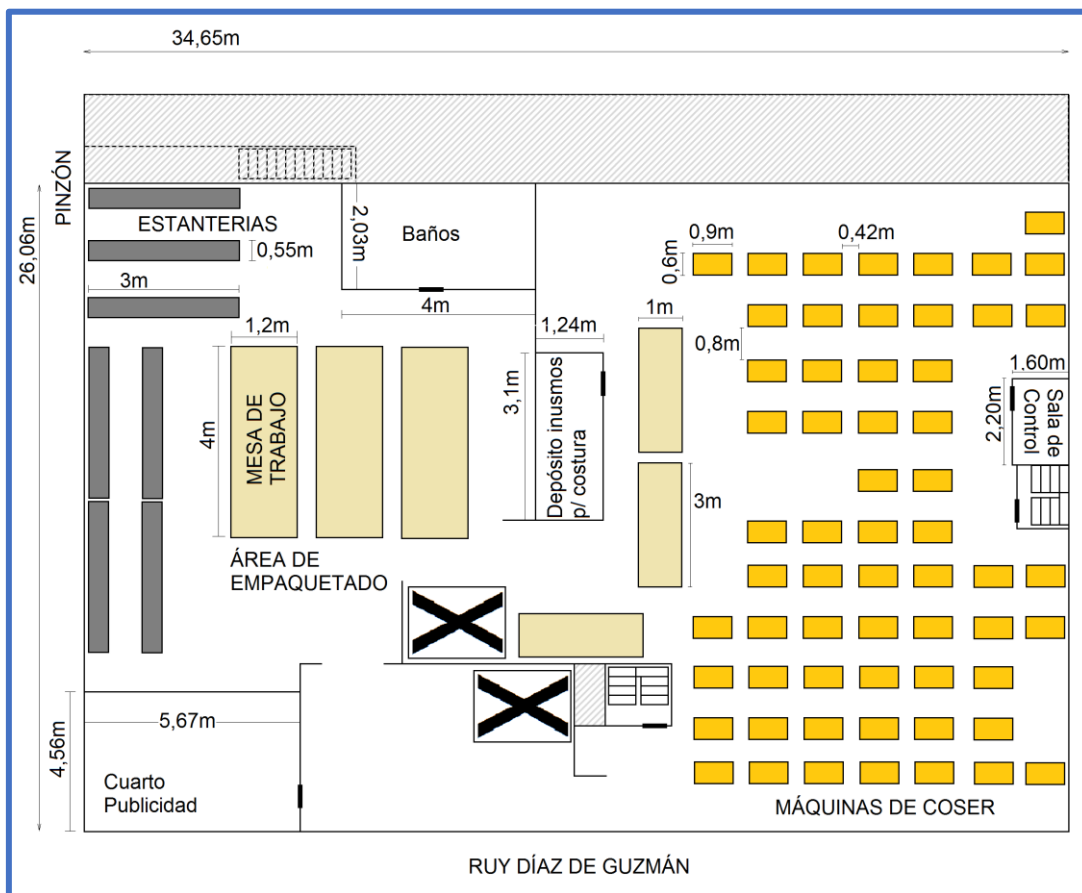 34,65m
PINZÓN
26,06m
ESTANTERIAS
0,55m
3m
2,03m
Baños
4m
0,9m
0,42m
0,6m
1m
0,8m
1,2m
1,24m
3,1m
4m
MESA DE
TRABAJO
Depósito inusmos
p/ costura
3m
1.60m
2,20m
Sala de
Control
ÁREA DE
EMPAQUETADO
5,67m
4,56m
Cuarto
Publicidad
MÁQUINAS DE COSER
RUY DÍAZ DE GUZMÁN